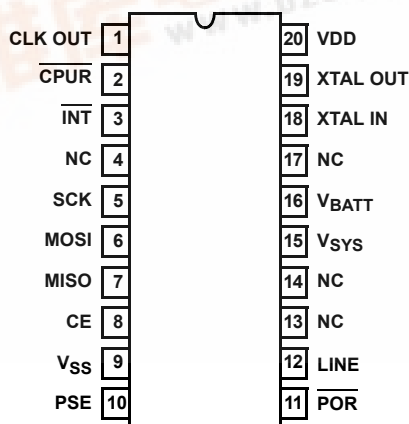 CLK OUT 1 20 VDD
CPUR 2 19 XTAL OUT
INT 3 18 XTAL IN
NC 4 17 NC
SCK 5 16 VBATT
MOSI 6 15 VSYS
MISO 7 14 NC
CE 8 13 NC
VSS 9 12 LINE
PSE 10 11 POR